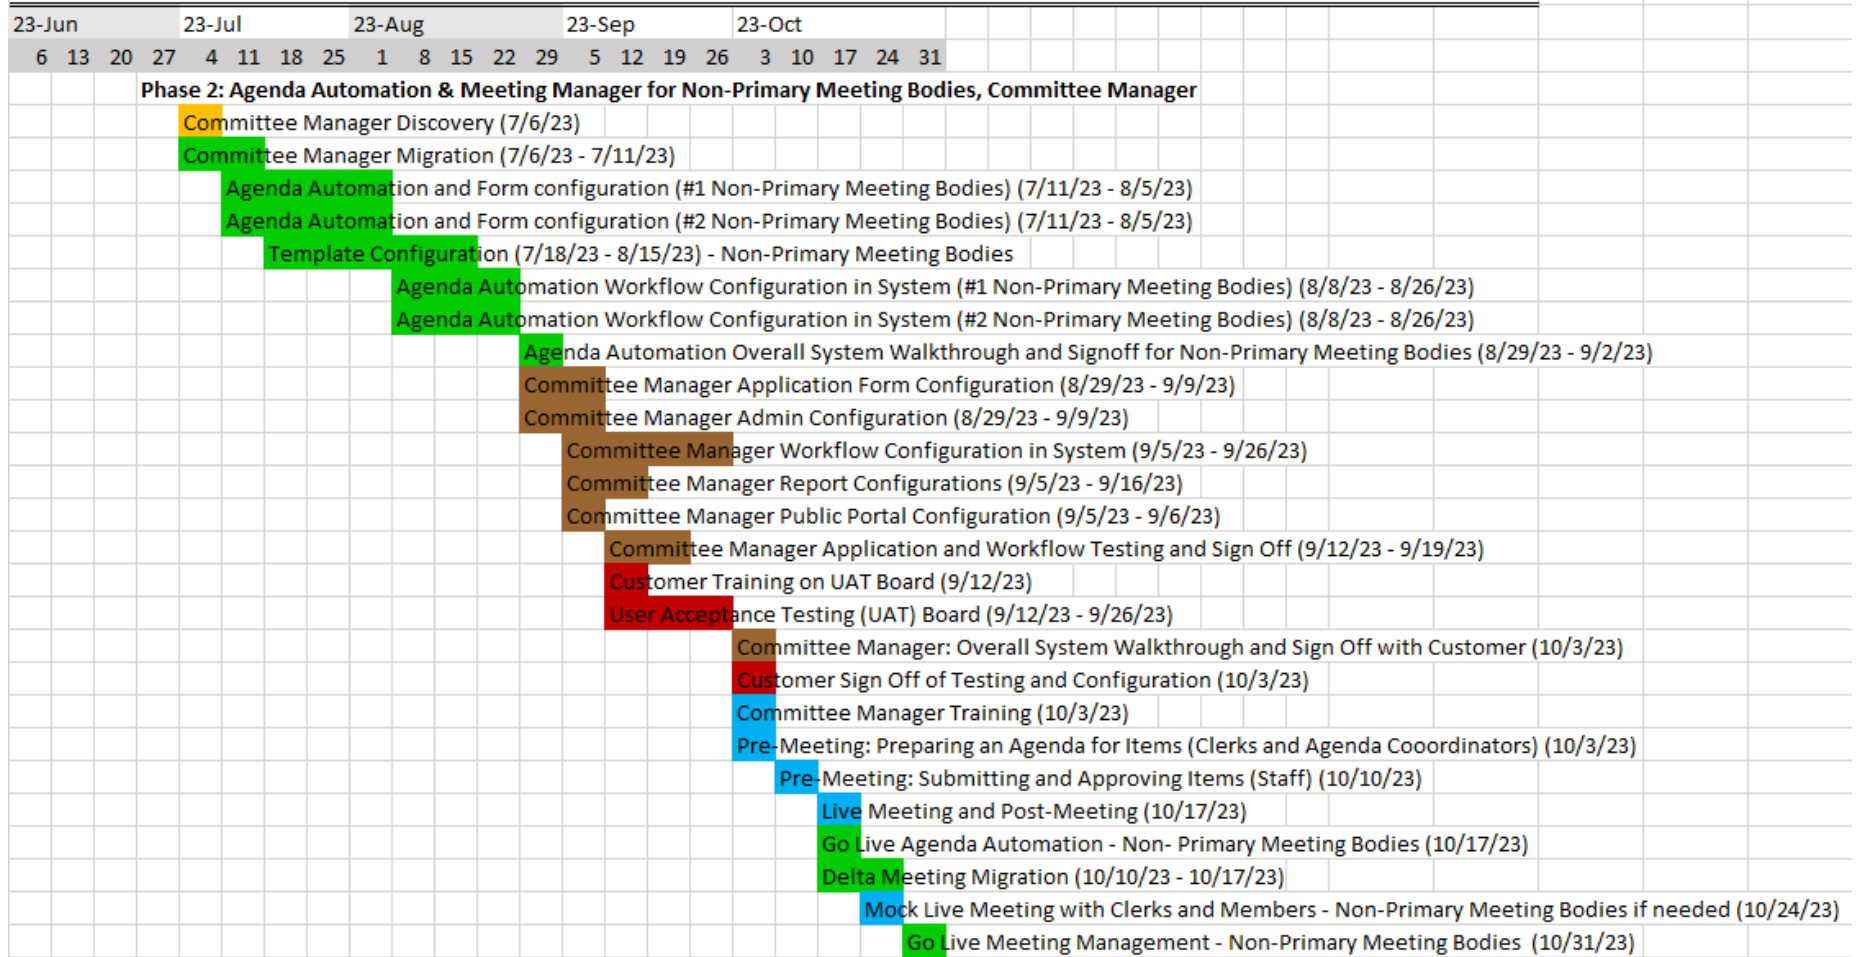 23-Jun 23-Jul 23-Aug 23-Sep 23-Oct
6 13 20 27 4 11 18 25 1 8 15 22 29 5 12 19 26 3 10 17 24 31
Phase 2: Agenda Automation & Meeting Manager for Non-Primary Meeting Bodies, Committee Manager
Committee Manager Discovery (7/6/23)
Committee Manager Migration (7/6/23 - 7/11/23)
Agenda Automation and Form configuration (#1 Non-Primary Meeting Bodies) (7/11/23 - 8/5/23)
Agenda Automation and Form configuration (#2 Non-Primary Meeting Bodies) (7/11/23 - 8/5/23)
Template Configuration (7/18/23 - 8/15/23) - Non-Primary Meeting Bodies
Agenda Automation Workflow Configuration in System (#1 Non-Primary Meeting Bodies) (8/8/23 - 8/26/23)
Agenda Automation Workflow Configuration in System (#2 Non-Primary Meeting Bodies) (8/8/23 - 8/26/23)
Agenda Automation Overall System Walkthrough and Signoff for Non-Primary Meeting Bodies (8/29/23 - 9/2/23)
Committee Manager Application Form Configuration (8/29/23 - 9/9/23)
Committee Manager Admin Configuration (8/29/23 - 9/9/23)
Committee Manager Workflow Configuration in System (9/5/23 - 9/26/23)
Committee Manager Report Configurations (9/5/23 - 9/16/23)
Committee Manager Public Portal Configuration (9/5/23 - 9/6/23)
Committee Manager Application and Workflow Testing and Sign Off (9/12/23 - 9/19/23)
Customer Training on UAT Board (9/12/23)
User Acceptance Testing (UAT) Board (9/12/23 - 9/26/23)
Committee Manager: Overall System Walkthrough and Sign Off with Customer (10/3/23)
Customer Sign Off of Testing and Configuration (10/3/23)
Committee Manager Training (10/3/23)
Pre-Meeting: Preparing an Agenda for Items (Clerks and Agenda Cooordinators) (10/3/23)
Pre-Meeting: Submitting and Approving Items (Staff) (10/10/23)
Live Meeting and Post-Meeting (10/17/23)
Go Live Agenda Automation - Non- Primary Meeting Bodies (10/17/23)
Delta Meeting Migration (10/10/23 - 10/17/23)
Mock Live Meeting with Clerks and Members - Non-Primary Meeting Bodies if needed (10/24/23)
Go Live Meeting Management - Non-Primary Meeting Bodies (10/31/23)